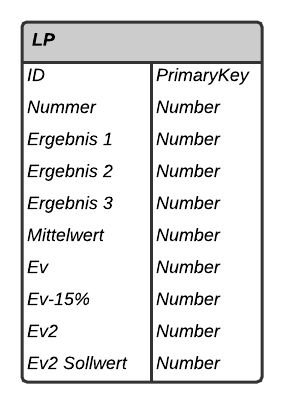 LP
ID PrimaryKey
Nummer Number
Ergebnis 1 Number
Ergebnis 2 Number
Ergebnis 3 Number
Mittelwert Number
Ev Number
Ev-15% Number
Ev2 Number
Ev2 Sollwert Number